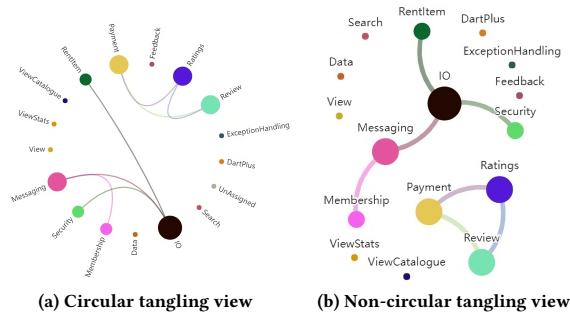 Payment
Feedback
Ratings
RentItem
Review
ViewCatalogue
ViewStats
ExceptionHandling
View
DartPlus
Messaging
UnAssigned
Security
Search
Membership
Data
IO
(a) Circular tangling view
RentItem
Search
DartPlus
ExceptionHandling
Data
IO
Feedback
View
Security
Messaging
Ratings
Payment
Membership
Review
ViewStats
ViewCatalogue
(b) Non-circular tangling view